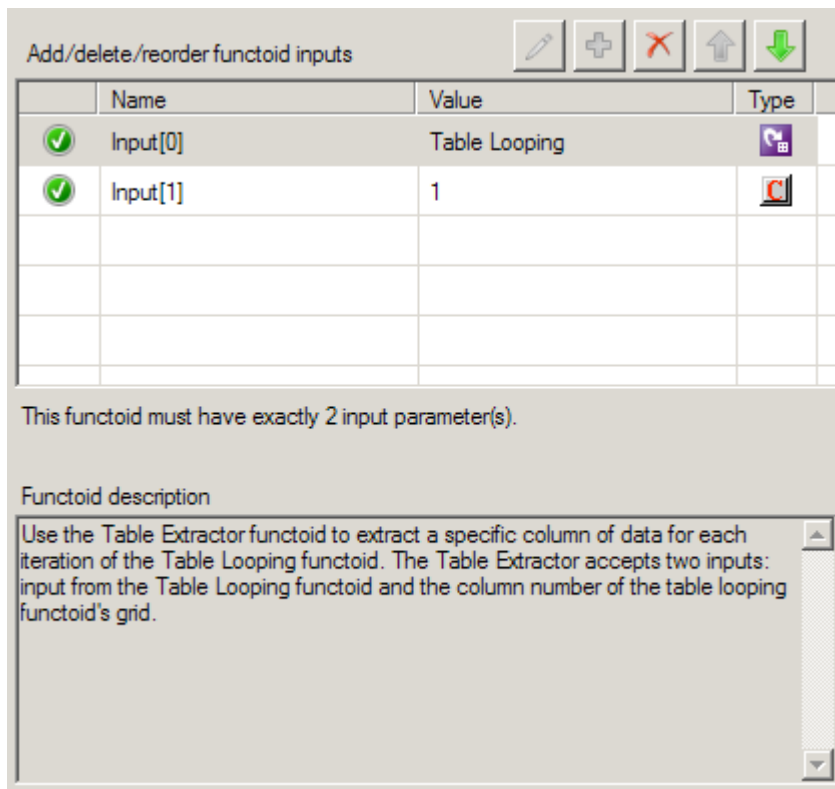 Add/delete/reorder functoid inputs
Name Value Type
Input[0] Table Looping
Input[1] 1 C
This functoid must have exactly 2 input parameter(s).
Functoid description
Use the Table Extractor functoid to extract a specific column of data for each
iteration of the Table Looping functoid. The Table Extractor accepts two inputs:
input from the Table Looping functoid and the column number of the table looping
functoid's grid.